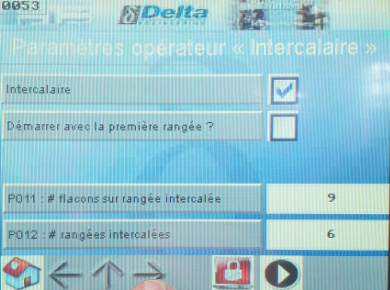 0053
Delta
ENGINEERING
Paramètres opérateur « Intercalaire »
Intercalaire
Démarrer avec la première rangée ?
P011 : # flacons sur rangée intercalée
9
P012 : # rangées intercalées
6